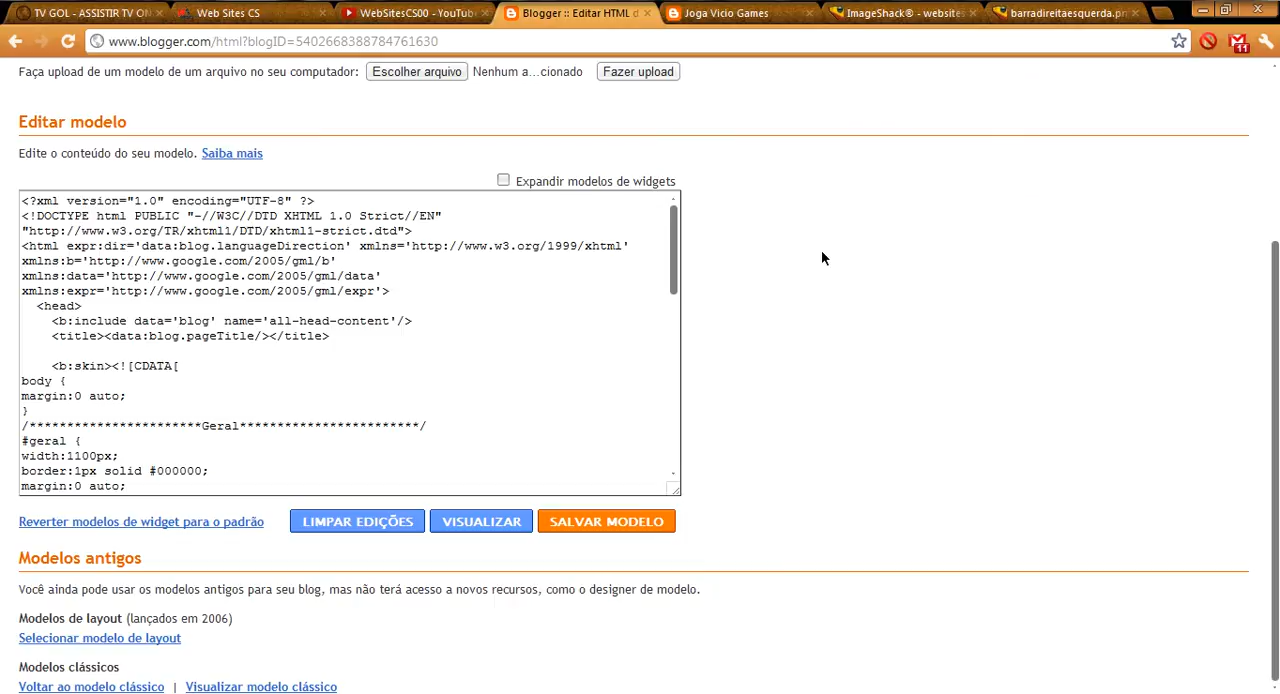 TV GOL - ASSISTIR TV ON
Web Sites CS
WebSitesCS00 - YouTub
Blogger :: Editar HTML d
Joga Vicio Games
ImageShack® - website
barradireitaesquerda.pn
www.blogger.com/html?blogID=5402668388784761630
11
Faça upload de um modelo de um arquivo no seu computador: Escolher arquivo Nenhum a...cionado Fazer upload
Editar modelo
Edite o conteúdo do seu modelo. Saiba mais
Expandir modelos de widgets
<?xml version="1.0" encoding="UTF-8" ?>
<!DOCTYPE html PUBLIC "-//W3C//DTD XHTML 1.0 Strict//EN"
"http://www.w3.org/TR/xhtml1/DTD/xhtml1-strict.dtd">
<html expr:dir='data:blog.languageDirection' xmlns='http://www.w3.org/1999/xhtml'
xmlns:b='http://www.google.com/2005/gml/b'
xmlns:data='http://www.google.com/2005/gml/data'
xmlns:expr='http://www.google.com/2005/gml/expr'>
<head>
<b:include data='blog' name='all-head-content'/>
<title><data:blog.pageTitle/></title>
<b:skin><![CDATA[
body {
margin:0 auto;
}
/***********************Geral************************/
#geral {
width:1100px;
border:1px solid #000000;
margin:0 auto;
Reverter modelos de widget para o padrão LIMPAR EDIÇÕES VISUALIZAR SALVAR MODELO
Modelos antigos
Você ainda pode usar os modelos antigos para seu blog, mas não terá acesso a novos recursos, como o designer de modelo.
Modelos de layout (lançados em 2006)
Selecionar modelo de layout
Modelos clássicos
Voltar ao modelo clássico | Visualizar modelo clássico